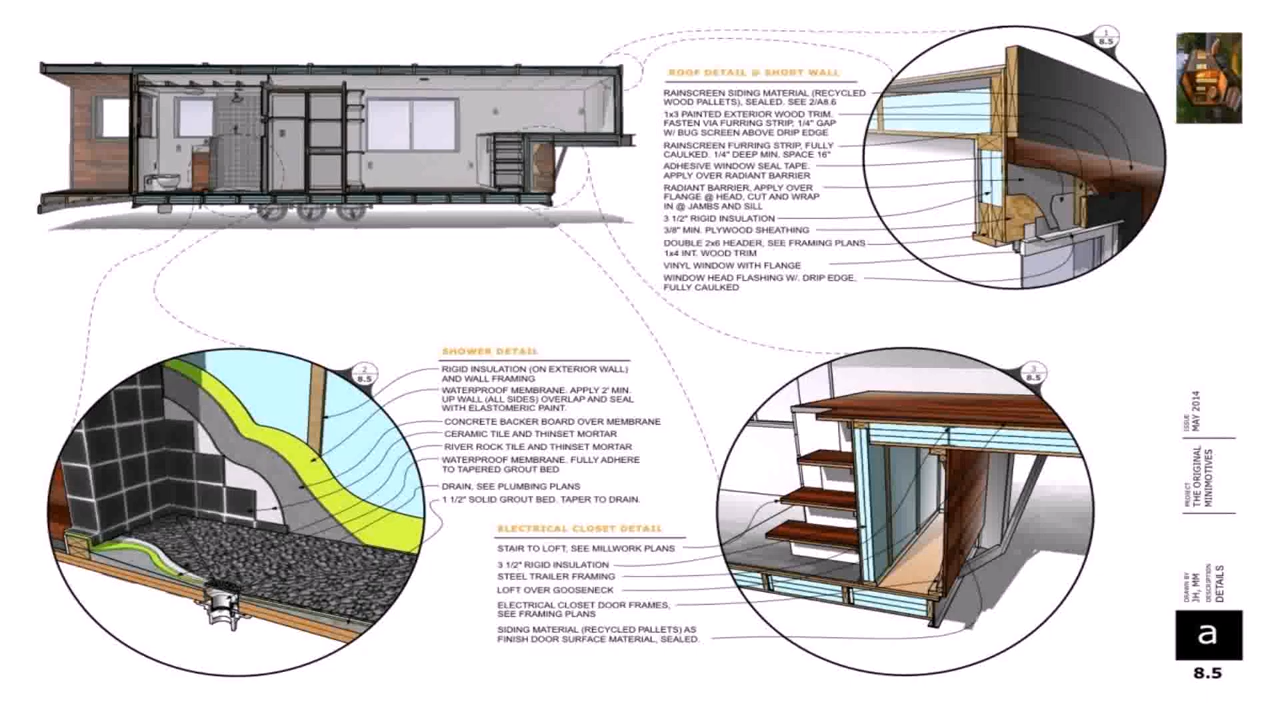 1
8.5
ROOF DETAIL @ SHORT WALL
RAINSCREEN SIDING MATERIAL (RECYCLED
WOOD PALLETS), SEALED. SEE 2/A8.6
1x3 PAINTED EXTERIOR WOOD TRIM.
FASTEN VIA FURRING STRIP, 1/4" GAP
W/ BUG SCREEN ABOVE DRIP EDGE
RAINSCREEN FURRING STRIP, FULLY
CAULKED. 1/4" DEEP MIN. SPACE 16"
ADHESIVE WINDOW SEAL TAPE.
APPLY OVER RADIANT BARRIER
RADIANT BARRIER, APPLY OVER
FLANGE @ HEAD, CUT AND WRAP
IN @ JAMBS AND SILL
3 1/2" RIGID INSULATION
3/8" MIN. PLYWOOD SHEATHING
DOUBLE 2x6 HEADER, SEE FRAMING PLANS
1x4 INT. WOOD TRIM
VINYL WINDOW WITH FLANGE
WINDOW HEAD FLASHING W/. DRIP EDGE,
FULLY CAULKED
2
8.5
SHOWER DETAIL
RIGID INSULATION (ON EXTERIOR WALL)
AND WALL FRAMING
WATERPROOF MEMBRANE. APPLY 2' MIN.
UP WALL (ALL SIDES) OVERLAP AND SEAL
WITH ELASTOMERIC PAINT.
CONCRETE BACKER BOARD OVER MEMBRANE
CERAMIC TILE AND THINSET MORTAR
RIVER ROCK TILE AND THINSET MORTAR
WATERPROOF MEMBRANE. FULLY ADHERE
TO TAPERED GROUT BED
DRAIN, SEE PLUMBING PLANS
1 1/2" SOLID GROUT BED. TAPER TO DRAIN.
3
8.5
ELECTRICAL CLOSET DETAIL
STAIR TO LOFT, SEE MILLWORK PLANS
3 1/2" RIGID INSULATION
STEEL TRAILER FRAMING
LOFT OVER GOOSENECK
ELECTRICAL CLOSET DOOR FRAMES,
SEE FRAMING PLANS
SIDING MATERIAL (RECYCLED PALLETS) AS
FINISH DOOR SURFACE MATERIAL, SEALED.
ISSUE
MAY 2014
PROJECT
THE ORIGINAL
MINIMOTIVES
DRAWN BY
JH, MM
DESCRIPTION
DETAILS
a
8.5